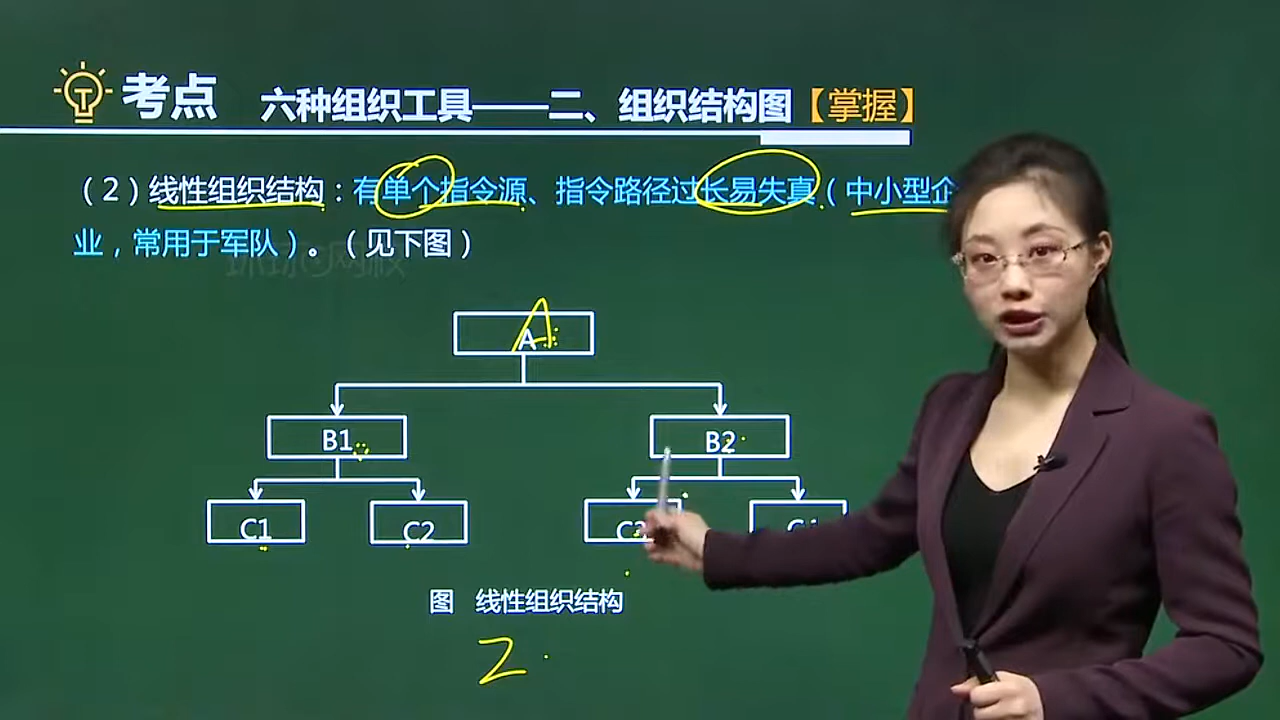 考点 六种组织工具——二、组织结构图【掌握】
（2）线性组织结构：有单个指令源、指令路径过长易失真（中小型企
业，常用于军队）。（见下图）
A
B1 B2
C1 C2
图 线性组织结构
2